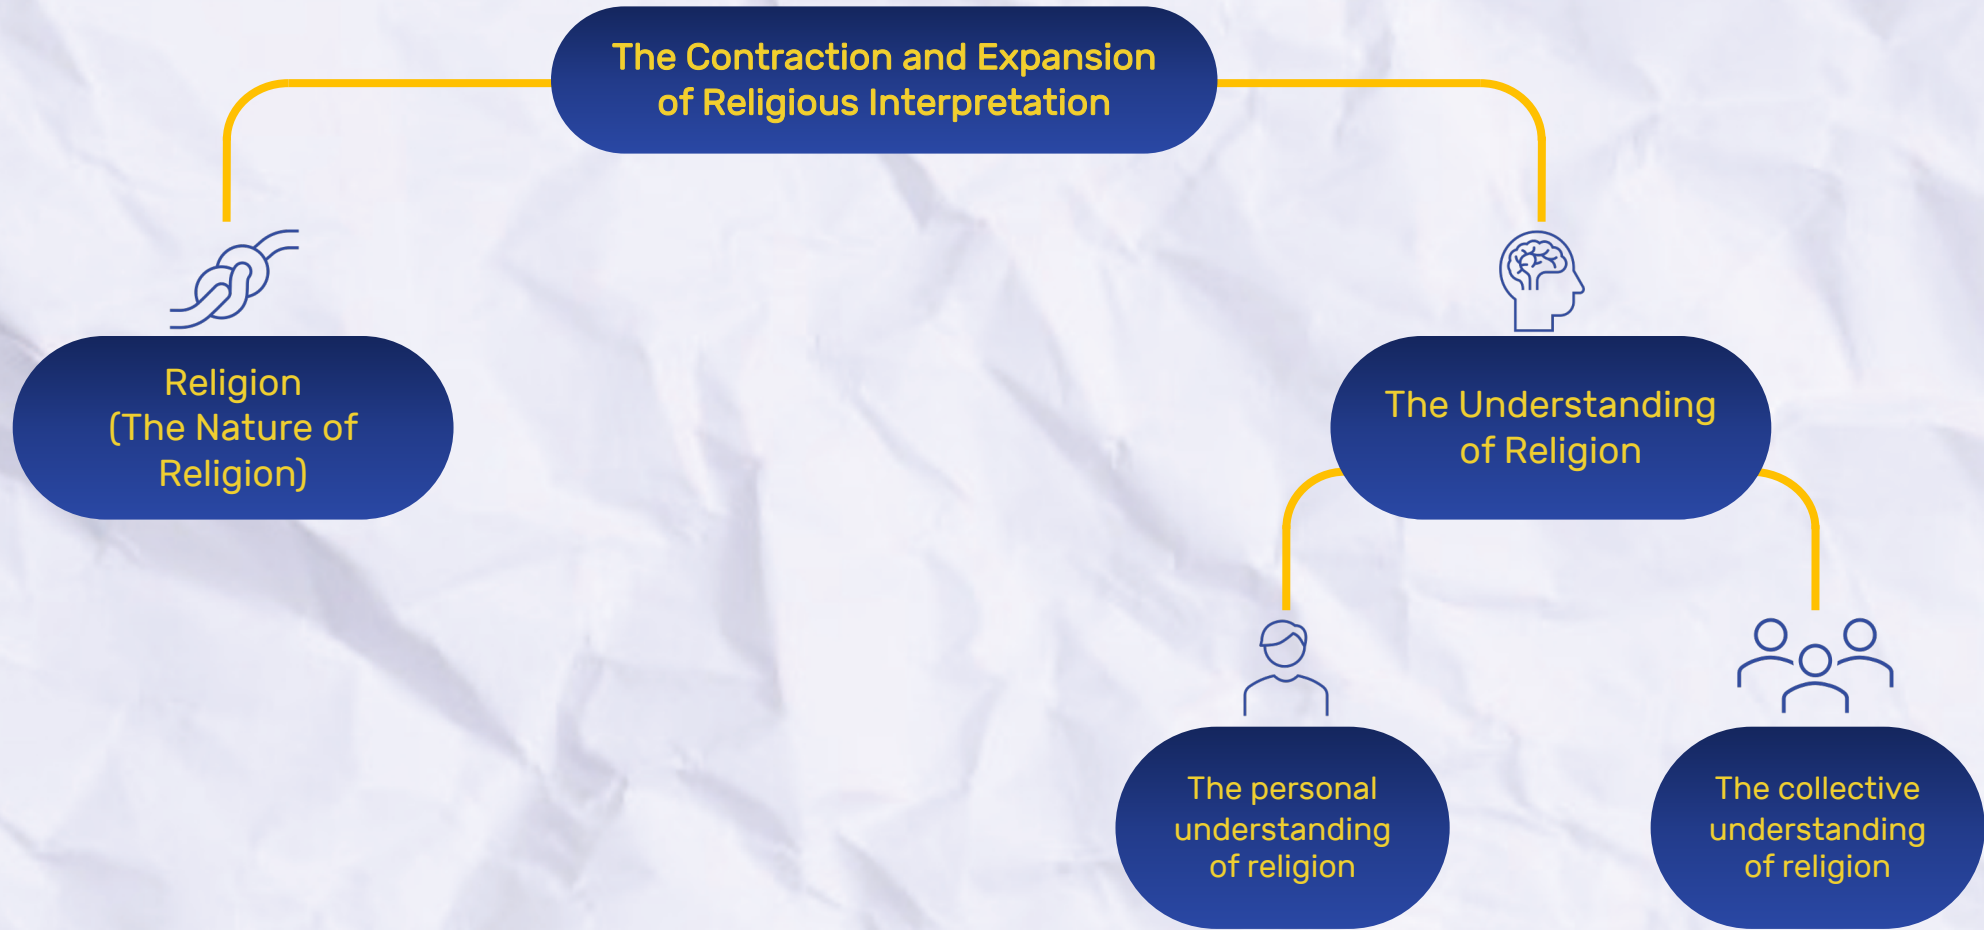 The Contraction and Expansion
of Religious Interpretation
Religion
(The Nature of
Religion)
The Understanding
of Religion
The personal
understanding
of religion
The collective
understanding
of religion